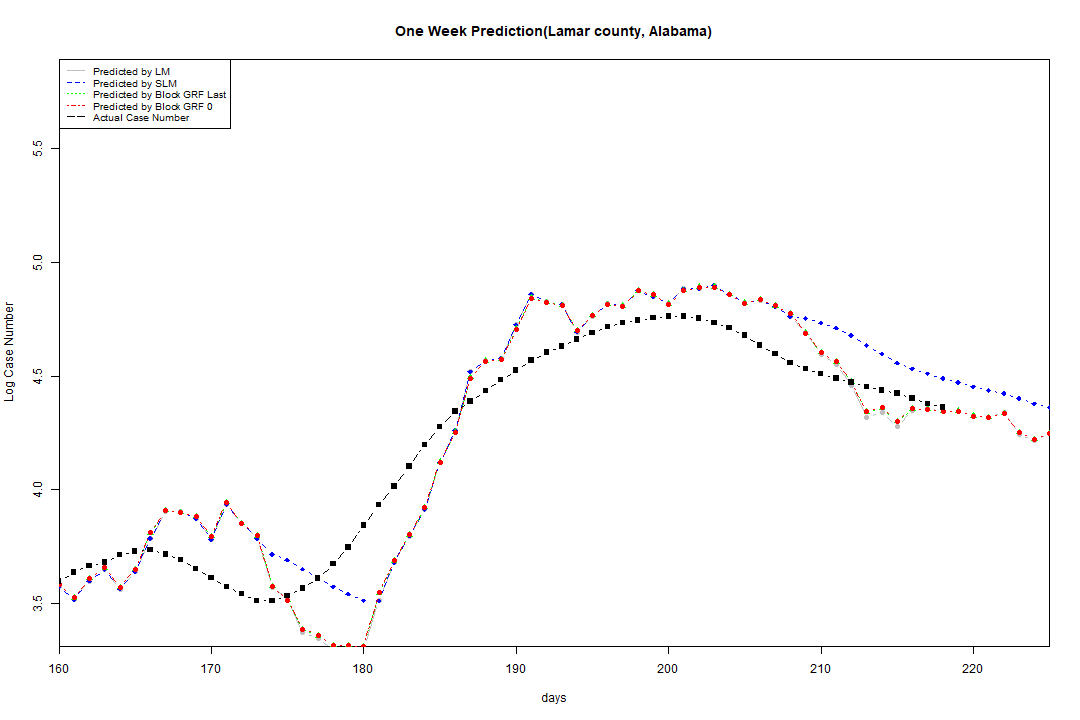 One Week Prediction(Lamar county, Alabama)
Predicted by LM
Predicted by SLM
Predicted by Block GRF Last
Predicted by Block GRF 0
Actual Case Number
Log Case Number
5.5
5.0
4.5
4.0
3.5
160 170 180 190 200 210 220
days